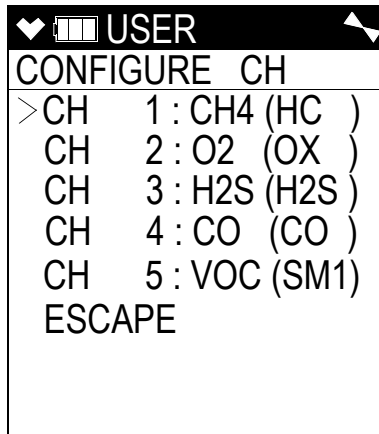 USER
CONFIGURE CH
>CH 1 : CH4 (HC )
CH 2 : O2 (OX )
CH 3 : H2S (H2S )
CH 4 : CO (CO )
CH 5 : VOC (SM1)
ESCAPE